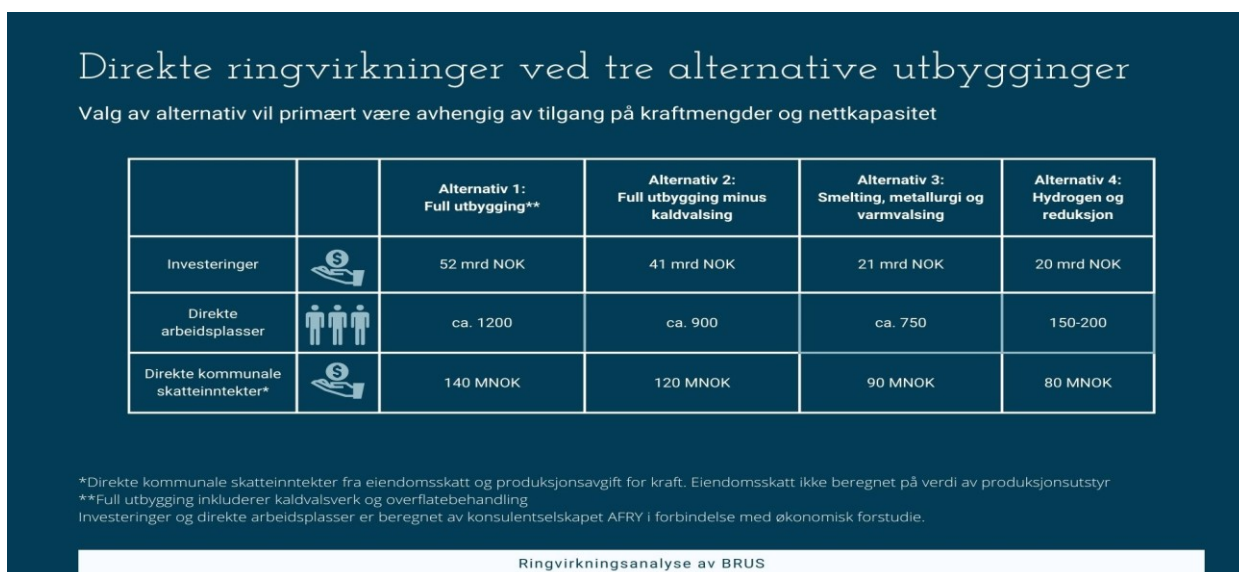 Direkte ringvirkninger ved tre alternative utbygginger
Valg av alternativ vil primært være avhengig av tilgang på kraftmengder og nettkapasitet
Alternativ 1:
Full utbygging**
Alternativ 2:
Full utbygging minus
kaldvalsing
Alternativ 3:
Smelting, metallurgi og
varmvalsing
Alternativ 4:
Hydrogen og
reduksjon
Investeringer
$
52 mrd NOK
41 mrd NOK
21 mrd NOK
20 mrd NOK
Direkte
arbeidsplasser
ca. 1200
ca. 900
ca. 750
150-200
Direkte kommunale
skatteinntekter*
$
140 MNOK
120 MNOK
90 MNOK
80 MNOK
*Direkte kommunale skatteinntekter fra eiendomsskatt og produksjonsavgift for kraft. Eiendomsskatt ikke beregnet på verdi av produksjonsutstyr
**Full utbygging inkluderer kaldvalsverk og overflatebehandling
Investeringer og direkte arbeidsplasser er beregnet av konsulentselskapet AFRY i forbindelse med økonomisk forstudie.
Ringvirkningsanalyse av BRUS